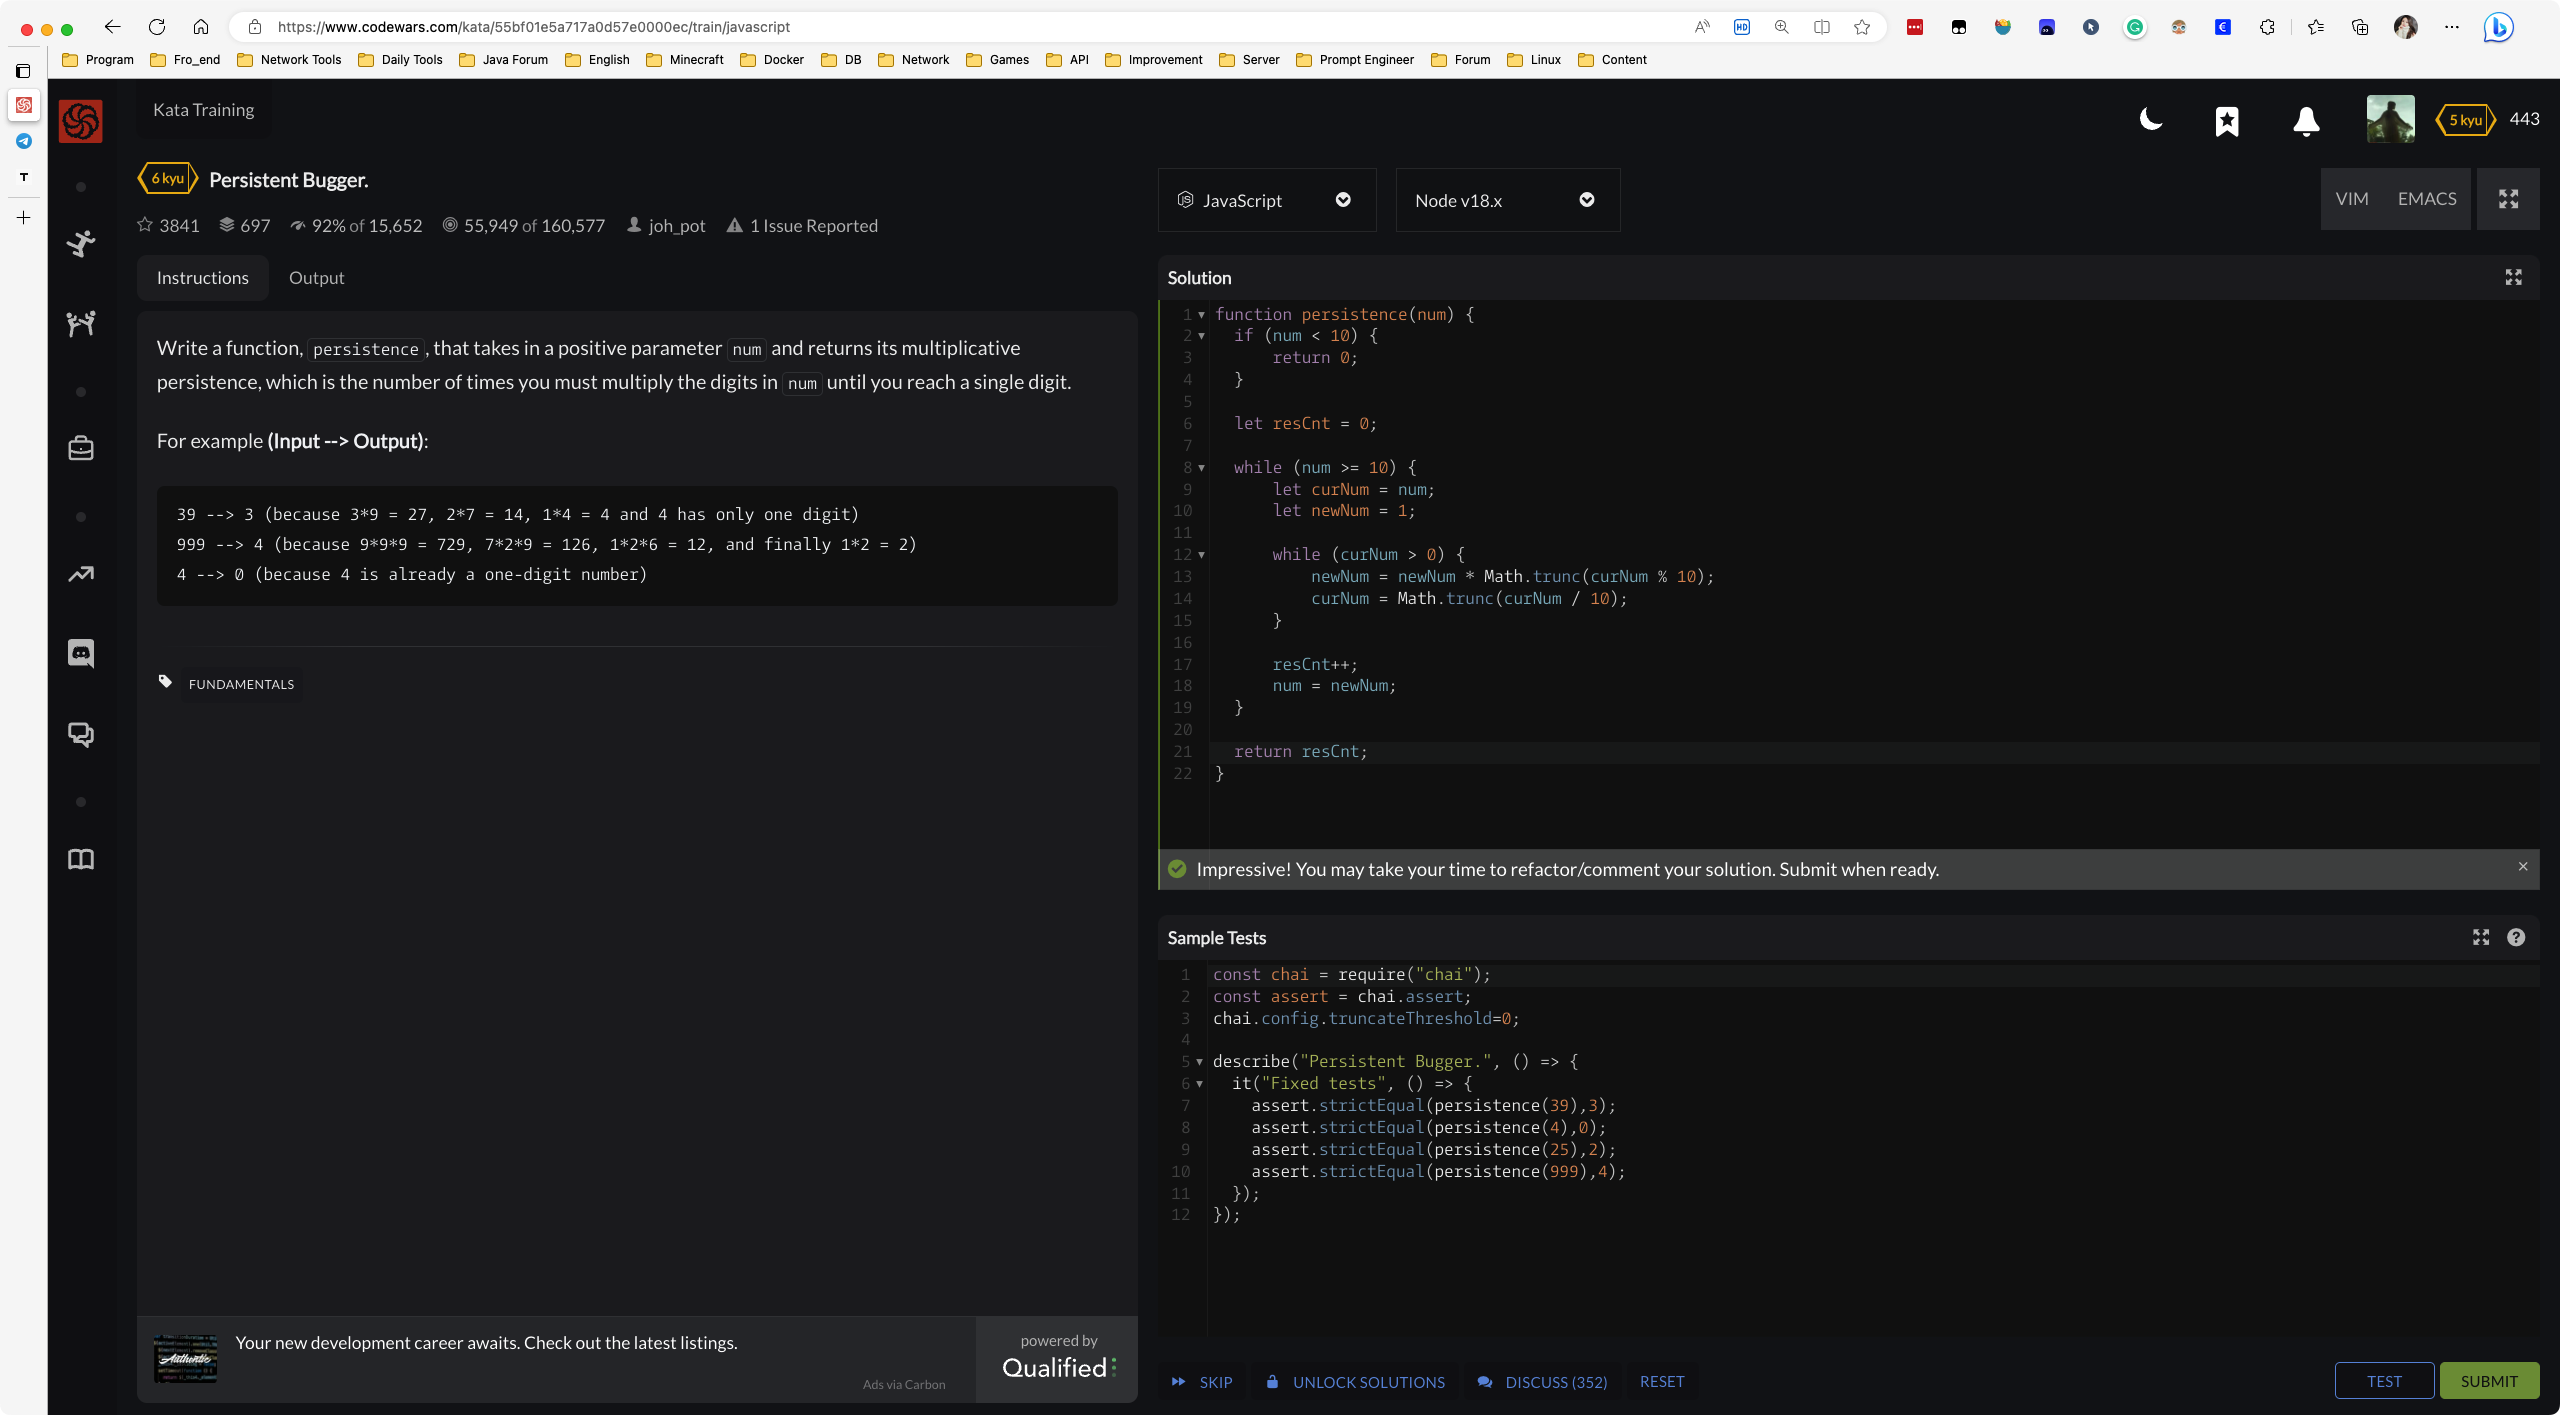 https://www.codewars.com/kata/55bf01e5a717a0d57e0000ec/train/javascript
Program Fro_end Network Tools Daily Tools Java Forum English Minecraft Docker DB Network Games API Improvement Server Prompt Engineer Forum Linux Content
Kata Training
5 kyu 443
6 kyu Persistent Bugger.
3841 697 92% of 15,652 55,949 of 160,577 joh_pot 1 Issue Reported
Instructions Output
Write a function, persistence, that takes in a positive parameter num and returns its multiplicative
persistence, which is the number of times you must multiply the digits in num until you reach a single digit.
For example (Input --> Output):
39 --> 3 (because 3*9 = 27, 2*7 = 14, 1*4 = 4 and 4 has only one digit)
999 --> 4 (because 9*9*9 = 729, 7*2*9 = 126, 1*2*6 = 12, and finally 1*2 = 2)
4 --> 0 (because 4 is already a one-digit number)
FUNDAMENTALS
Your new development career awaits. Check out the latest listings.
Ads via Carbon
powered by
Qualified
JavaScript Node v18.x VIM EMACS
Solution
1 function persistence(num) {
2 if (num < 10) {
3 return 0;
4 }
5
6 let resCnt = 0;
7
8 while (num >= 10) {
9 let curNum = num;
10 let newNum = 1;
11
12 while (curNum > 0) {
13 newNum = newNum * Math.trunc(curNum % 10);
14 curNum = Math.trunc(curNum / 10);
15 }
16
17 resCnt++;
18 num = newNum;
19 }
20
21 return resCnt;
22 }
Impressive! You may take your time to refactor/comment your solution. Submit when ready.
Sample Tests
1 const chai = require("chai");
2 const assert = chai.assert;
3 chai.config.truncateThreshold=0;
4
5 describe("Persistent Bugger.", () => {
6 it("Fixed tests", () => {
7 assert.strictEqual(persistence(39),3);
8 assert.strictEqual(persistence(4),0);
9 assert.strictEqual(persistence(25),2);
10 assert.strictEqual(persistence(999),4);
11 });
12 });
SKIP UNLOCK SOLUTIONS DISCUSS (352) RESET TEST SUBMIT